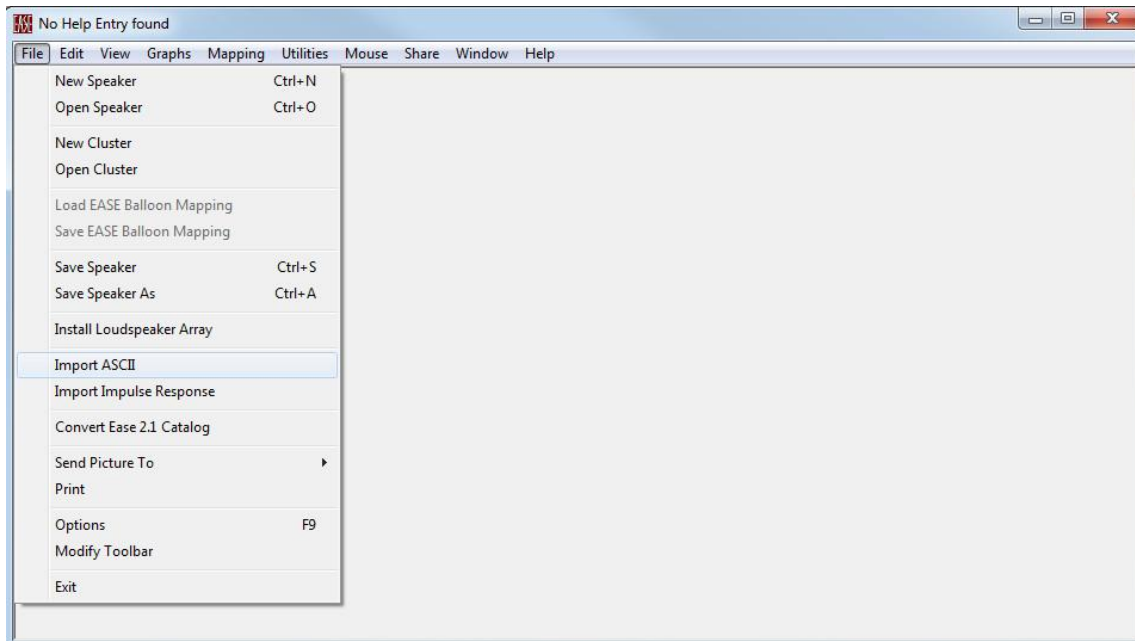 EASE No Help Entry found
File Edit View Graphs Mapping Utilities Mouse Share Window Help
New Speaker Ctrl+N
Open Speaker Ctrl+O
New Cluster
Open Cluster
Load EASE Balloon Mapping
Save EASE Balloon Mapping
Save Speaker Ctrl+S
Save Speaker As Ctrl+A
Install Loudspeaker Array
Import ASCII
Import Impulse Response
Convert Ease 2.1 Catalog
Send Picture To
Print
Options F9
Modify Toolbar
Exit